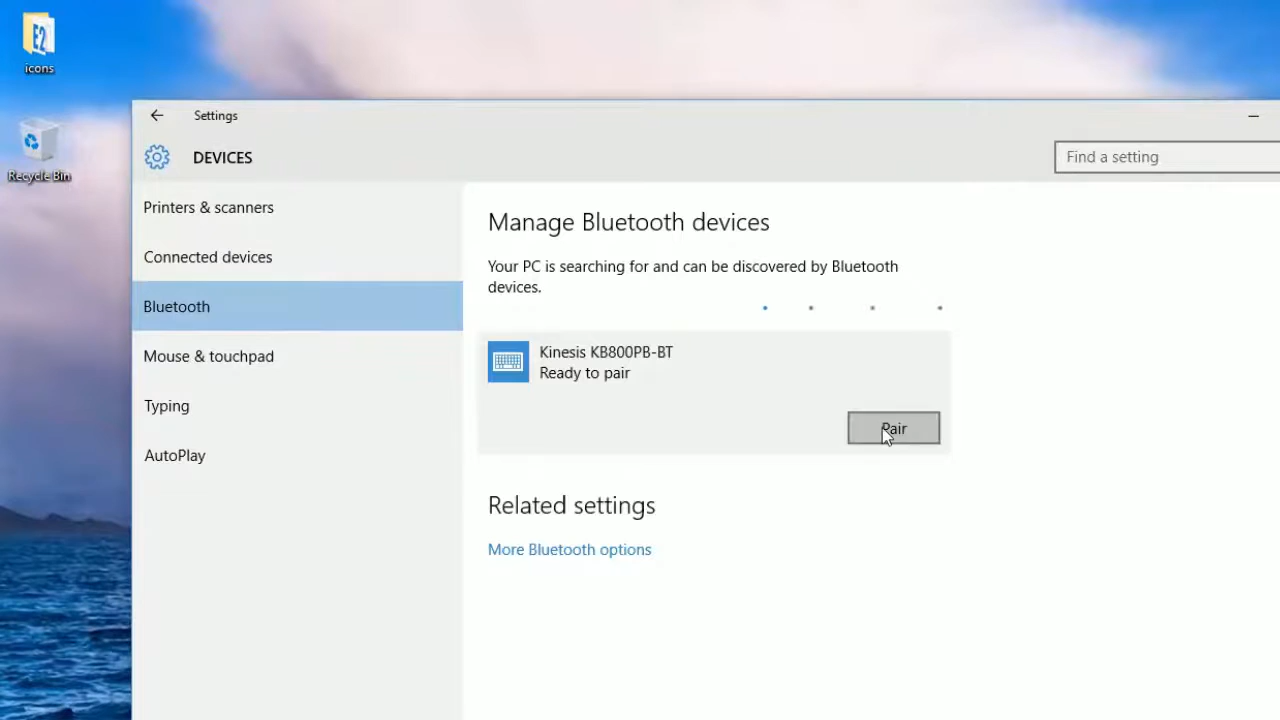 E2
icons
Recycle Bin
Settings
DEVICES
Find a setting
Printers & scanners
Connected devices
Bluetooth
Mouse & touchpad
Typing
AutoPlay
Manage Bluetooth devices
Your PC is searching for and can be discovered by Bluetooth
devices.
Kinesis KB800PB-BT
Ready to pair
Pair
Related settings
More Bluetooth options